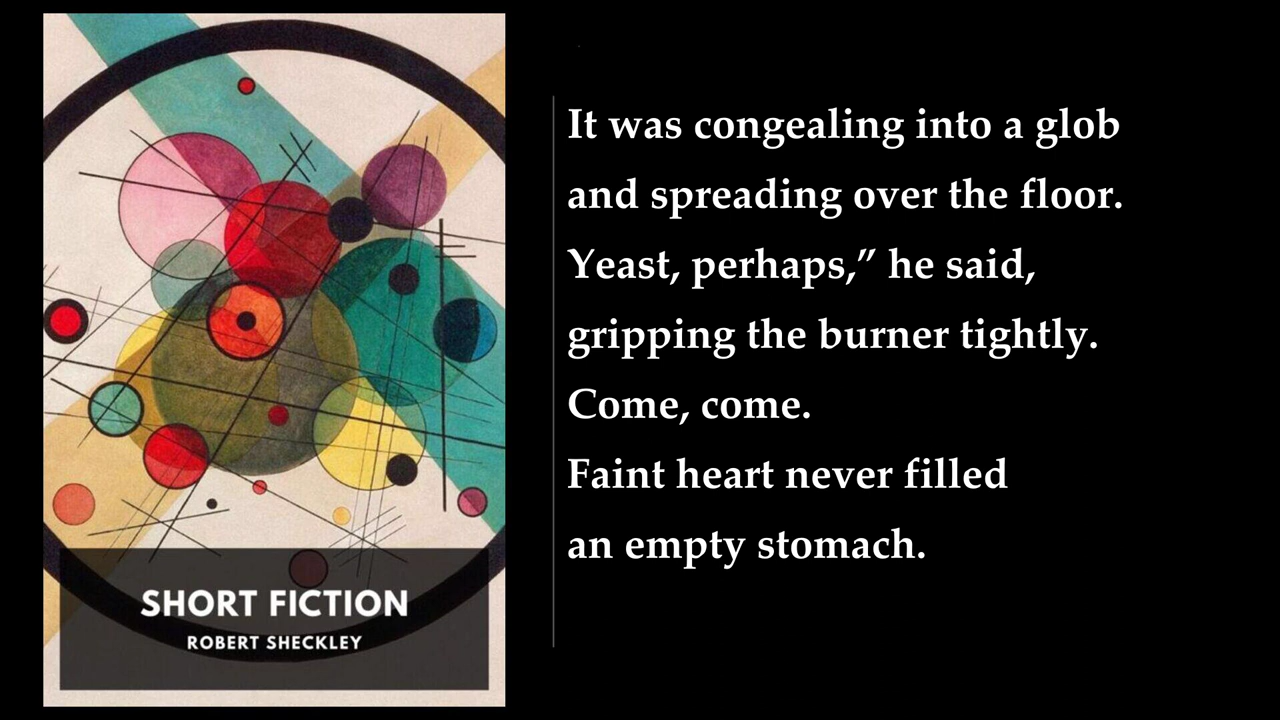 SHORT FICTION
ROBERT SHECKLEY
It was congealing into a glob
and spreading over the floor.
Yeast, perhaps,” he said,
gripping the burner tightly.
Come, come.
Faint heart never filled
an empty stomach.